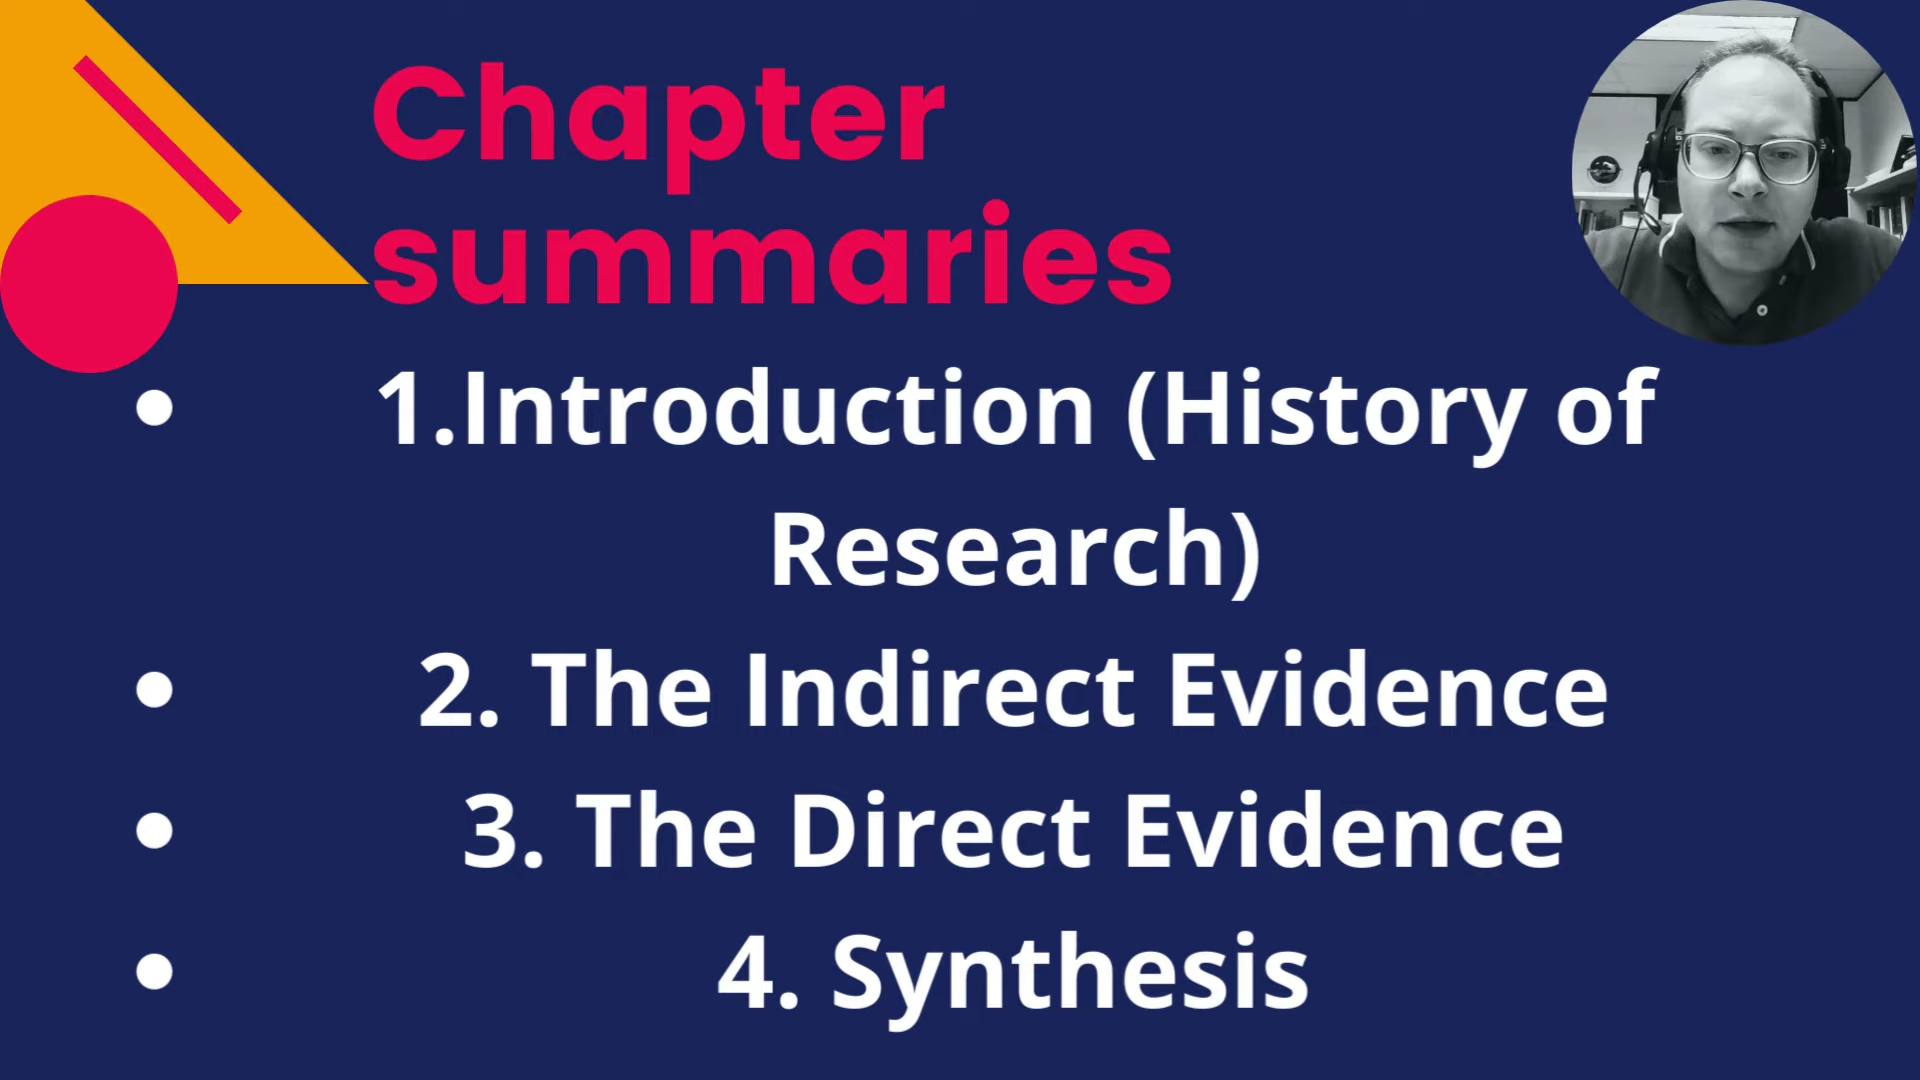 Chapter
summaries
1.Introduction (History of
Research)
2. The Indirect Evidence
3. The Direct Evidence
4. Synthesis